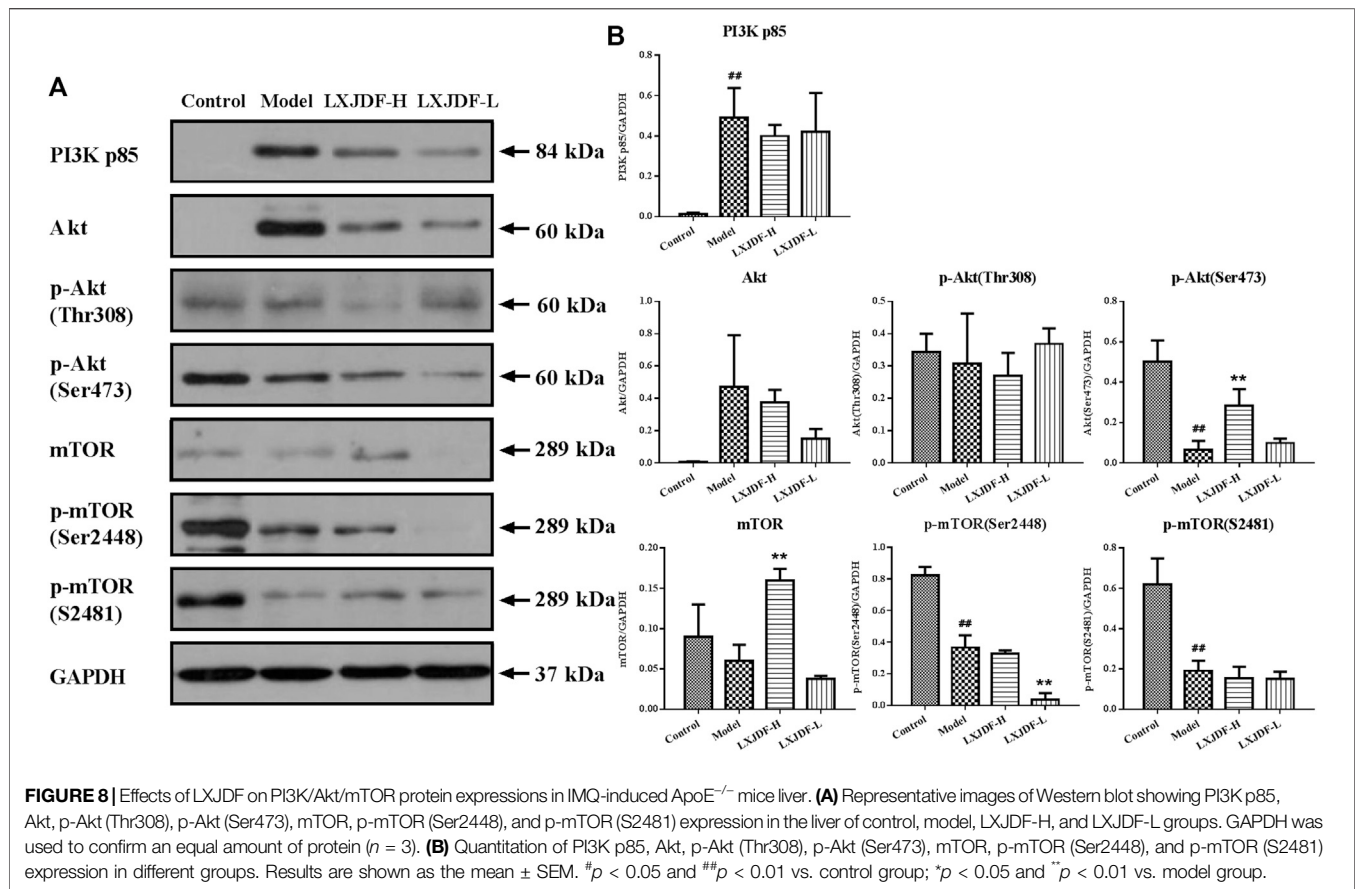 A
Control Model LXJDF-H LXJDF-L
PI3K p85
84 kDa
Akt
60 kDa
p-Akt
(Thr308)
60 kDa
p-Akt
(Ser473)
60 kDa
mTOR
289 kDa
p-mTOR
(Ser2448)
289 kDa
p-mTOR
(S2481)
289 kDa
GAPDH
37 kDa
B
PI3K p85
PI3K p85/GAPDH
0.8
0.6
0.4
0.2
0.0
##
Control
Model
LXJDF-H
LXJDF-L
Akt
Akt/GAPDH
1.0
0.8
0.6
0.4
0.2
0.0
Control
Model
LXJDF-H
LXJDF-L
p-Akt(Thr308)
Akt(Thr308)/GAPDH
0.5
0.4
0.3
0.2
0.1
0.0
Control
Model
LXJDF-H
LXJDF-L
p-Akt(Ser473)
Akt(Ser473)/GAPDH
0.8
0.6
0.4
0.2
0.0
##
**
Control
Model
LXJDF-H
LXJDF-L
mTOR
mTOR/GAPDH
0.20
0.15
0.10
0.05
0.00
**
Control
Model
LXJDF-H
LXJDF-L
p-mTOR(Ser2448)
p-mTOR(Ser2448)/GAPDH
1.0
0.8
0.6
0.4
0.2
0.0
##
**
Control
Model
LXJDF-H
LXJDF-L
p-mTOR(S2481)
p-mTOR(S2481)/GAPDH
0.8
0.6
0.4
0.2
0.0
##
Control
Model
LXJDF-H
LXJDF-L
FIGURE 8 | Effects of LXJDF on PI3K/Akt/mTOR protein expressions in IMQ-induced ApoE−/− mice liver. (A) Representative images of Western blot showing PI3K p85,
Akt, p-Akt (Thr308), p-Akt (Ser473), mTOR, p-mTOR (Ser2448), and p-mTOR (S2481) expression in the liver of control, model, LXJDF-H, and LXJDF-L groups. GAPDH was
used to confirm an equal amount of protein (n = 3). (B) Quantitation of PI3K p85, Akt, p-Akt (Thr308), p-Akt (Ser473), mTOR, p-mTOR (Ser2448), and p-mTOR (S2481)
expression in different groups. Results are shown as the mean ± SEM. #p < 0.05 and ##p < 0.01 vs. control group; *p < 0.05 and **p < 0.01 vs. model group.